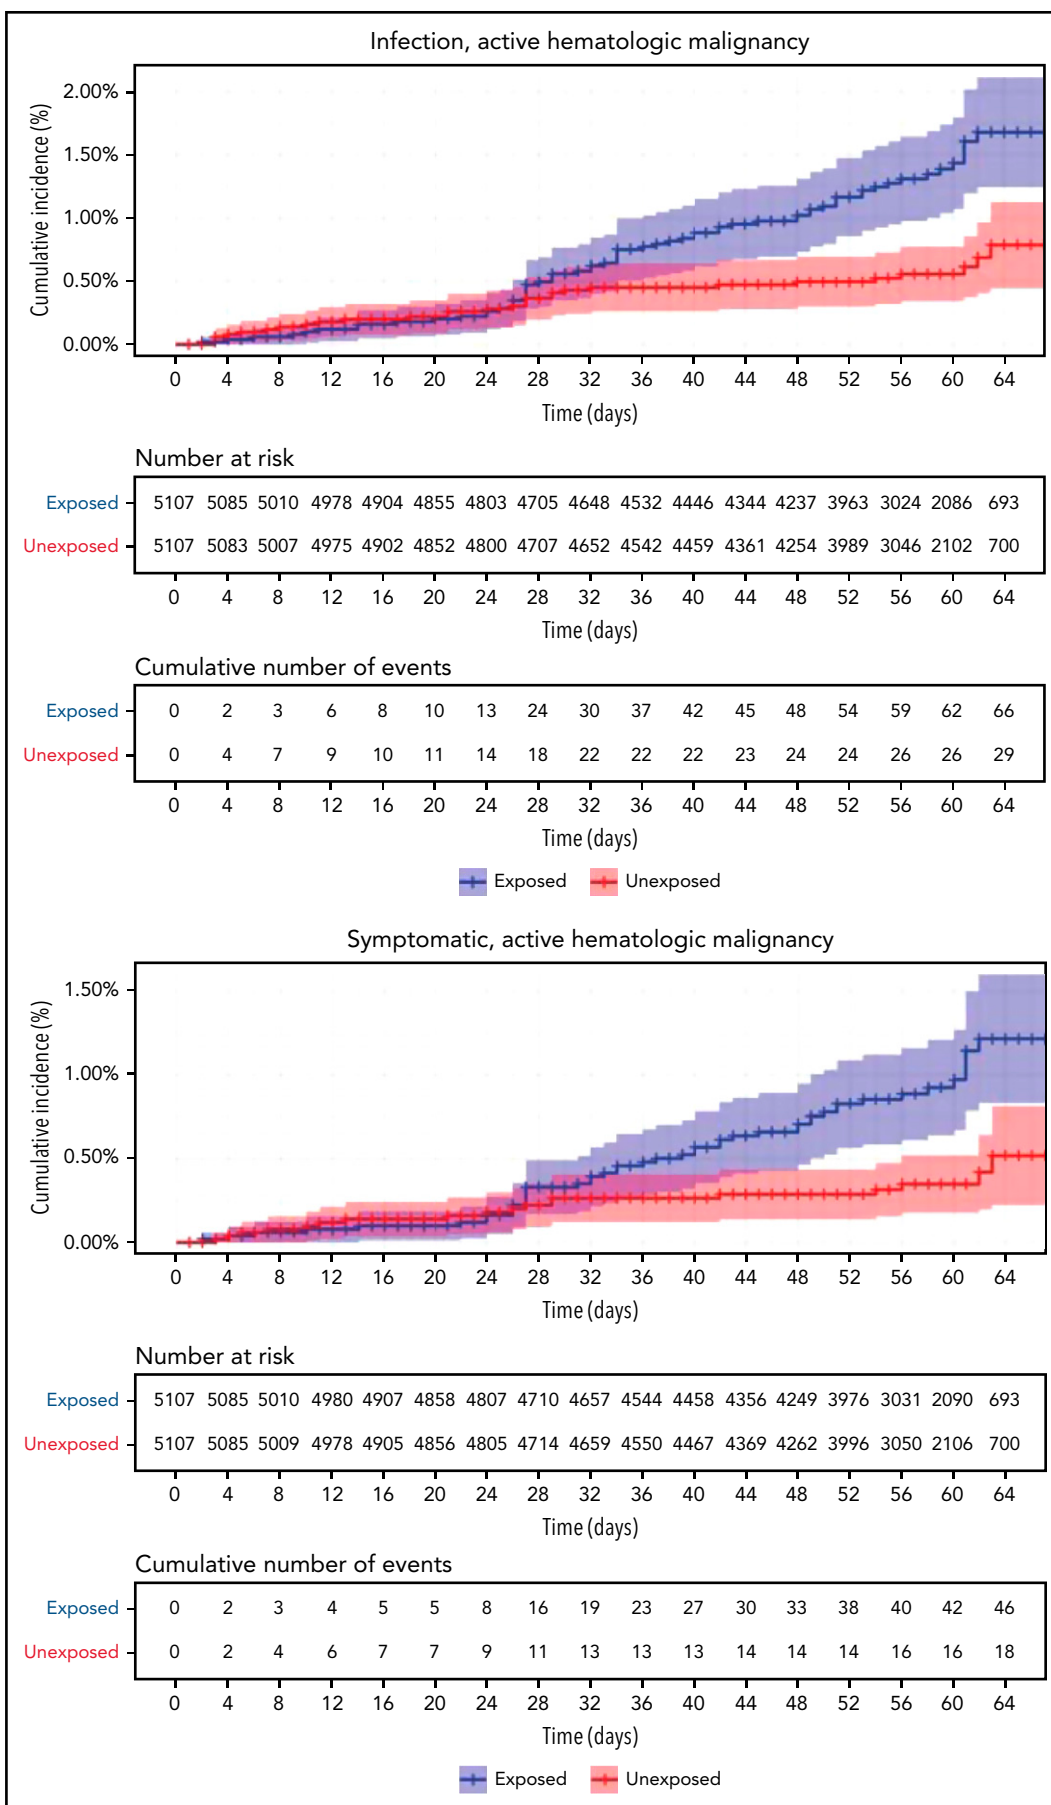 Infection, active hematologic malignancy
Cumulative incidence (%)
2.00%
1.50%
1.00%
0.50%
0.00%
0 4 8 12 16 20 24 28 32 36 40 44 48 52 56 60 64
Time (days)
Number at risk
Exposed 5107 5085 5010 4978 4904 4855 4803 4705 4648 4532 4446 4344 4237 3963 3024 2086 693
Unexposed 5107 5083 5007 4975 4902 4852 4800 4707 4652 4542 4459 4361 4254 3989 3046 2102 700
0 4 8 12 16 20 24 28 32 36 40 44 48 52 56 60 64
Time (days)
Cumulative number of events
Exposed 0 2 3 6 8 10 13 24 30 37 42 45 48 54 59 62 66
Unexposed 0 4 7 9 10 11 14 18 22 22 22 23 24 24 26 26 29
0 4 8 12 16 20 24 28 32 36 40 44 48 52 56 60 64
Time (days)
Exposed Unexposed
Symptomatic, active hematologic malignancy
Cumulative incidence (%)
1.50%
1.00%
0.50%
0.00%
0 4 8 12 16 20 24 28 32 36 40 44 48 52 56 60 64
Time (days)
Number at risk
Exposed 5107 5085 5010 4980 4907 4858 4807 4710 4657 4544 4458 4356 4249 3976 3031 2090 693
Unexposed 5107 5085 5009 4978 4905 4856 4805 4714 4659 4550 4467 4369 4262 3996 3050 2106 700
0 4 8 12 16 20 24 28 32 36 40 44 48 52 56 60 64
Time (days)
Cumulative number of events
Exposed 0 2 3 4 5 5 8 16 19 23 27 30 33 38 40 42 46
Unexposed 0 2 4 6 7 7 9 11 13 13 13 14 14 14 16 16 18
0 4 8 12 16 20 24 28 32 36 40 44 48 52 56 60 64
Time (days)
Exposed Unexposed